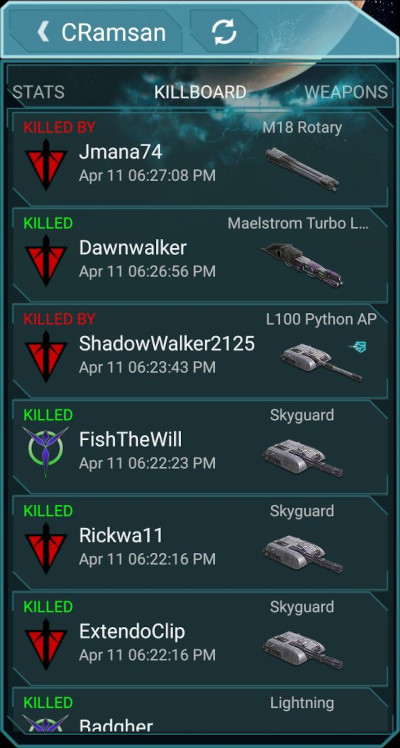 CRamsan
STATS KILLBOARD WEAPONS
KILLED BY M18 Rotary
Jmana74
Apr 11 06:27:08 PM
KILLED Maelstrom Turbo L...
Dawnwalker
Apr 11 06:26:56 PM
KILLED BY L100 Python AP
ShadowWalker2125
Apr 11 06:23:43 PM
KILLED Skyguard
FishTheWill
Apr 11 06:22:23 PM
KILLED Skyguard
Rickwa11
Apr 11 06:22:16 PM
KILLED Skyguard
ExtendoClip
Apr 11 06:22:16 PM
KILLED Lightning
Badgher